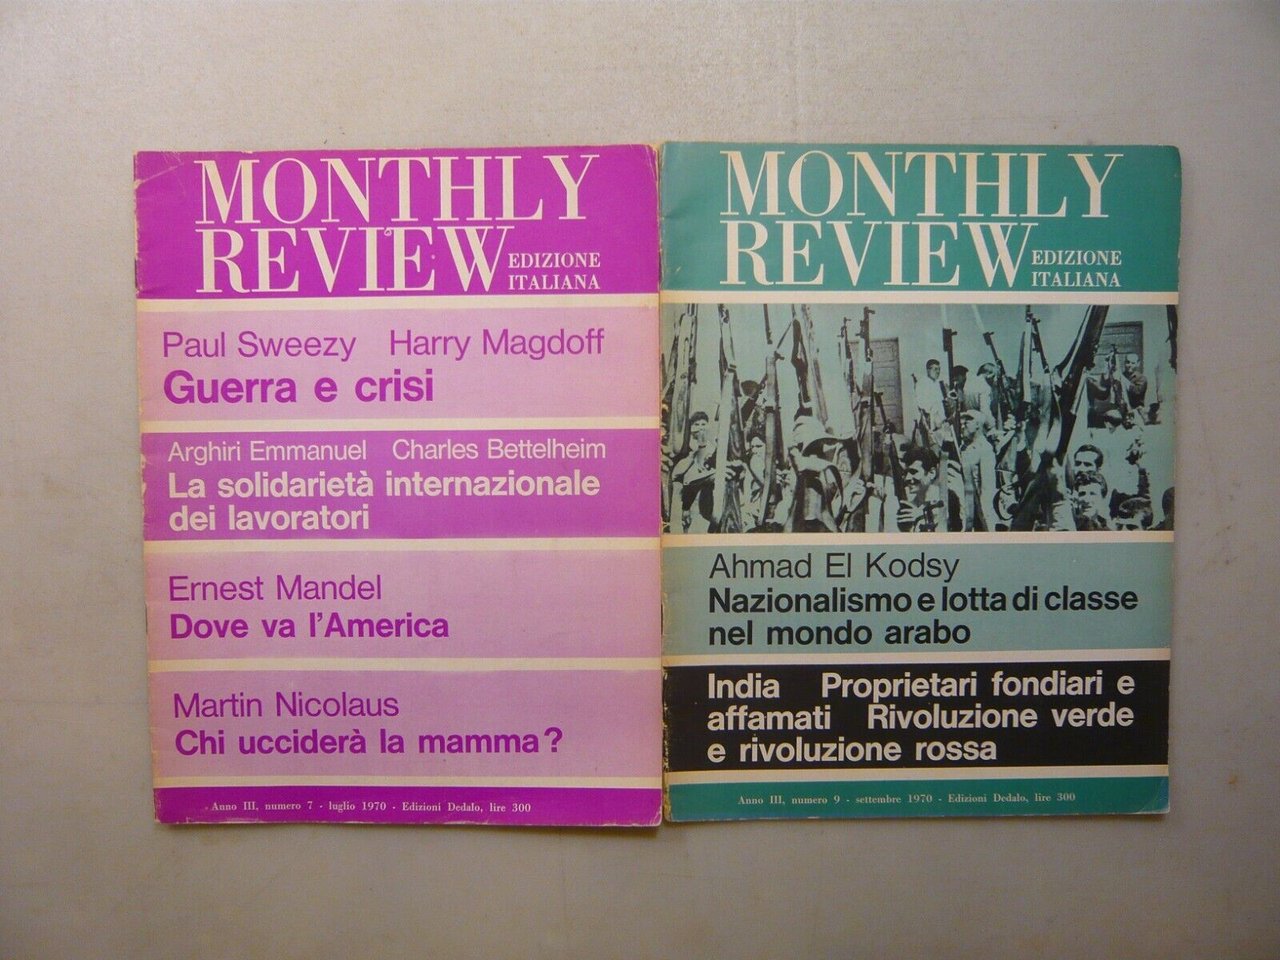 MONTHLY
REVIEW EDIZIONE
ITALIANA
Paul Sweezy Harry Magdoff
Guerra e crisi
Arghiri Emmanuel Charles Bettelheim
La solidarietà internazionale
dei lavoratori
Ernest Mandel
Dove va l'America
Martin Nicolaus
Chi ucciderà la mamma?
Anno III, numero 7 - luglio 1970 - Edizioni Dedalo, lire 300
MONTHLY
REVIEW EDIZIONE
ITALIANA
Ahmad El Kodsy
Nazionalismo e lotta di classe
nel mondo arabo
India Proprietari fondiari e
affamati Rivoluzione verde
e rivoluzione rossa
Anno III, numero 9 - settembre 1970 - Edizioni Dedalo, lire 300